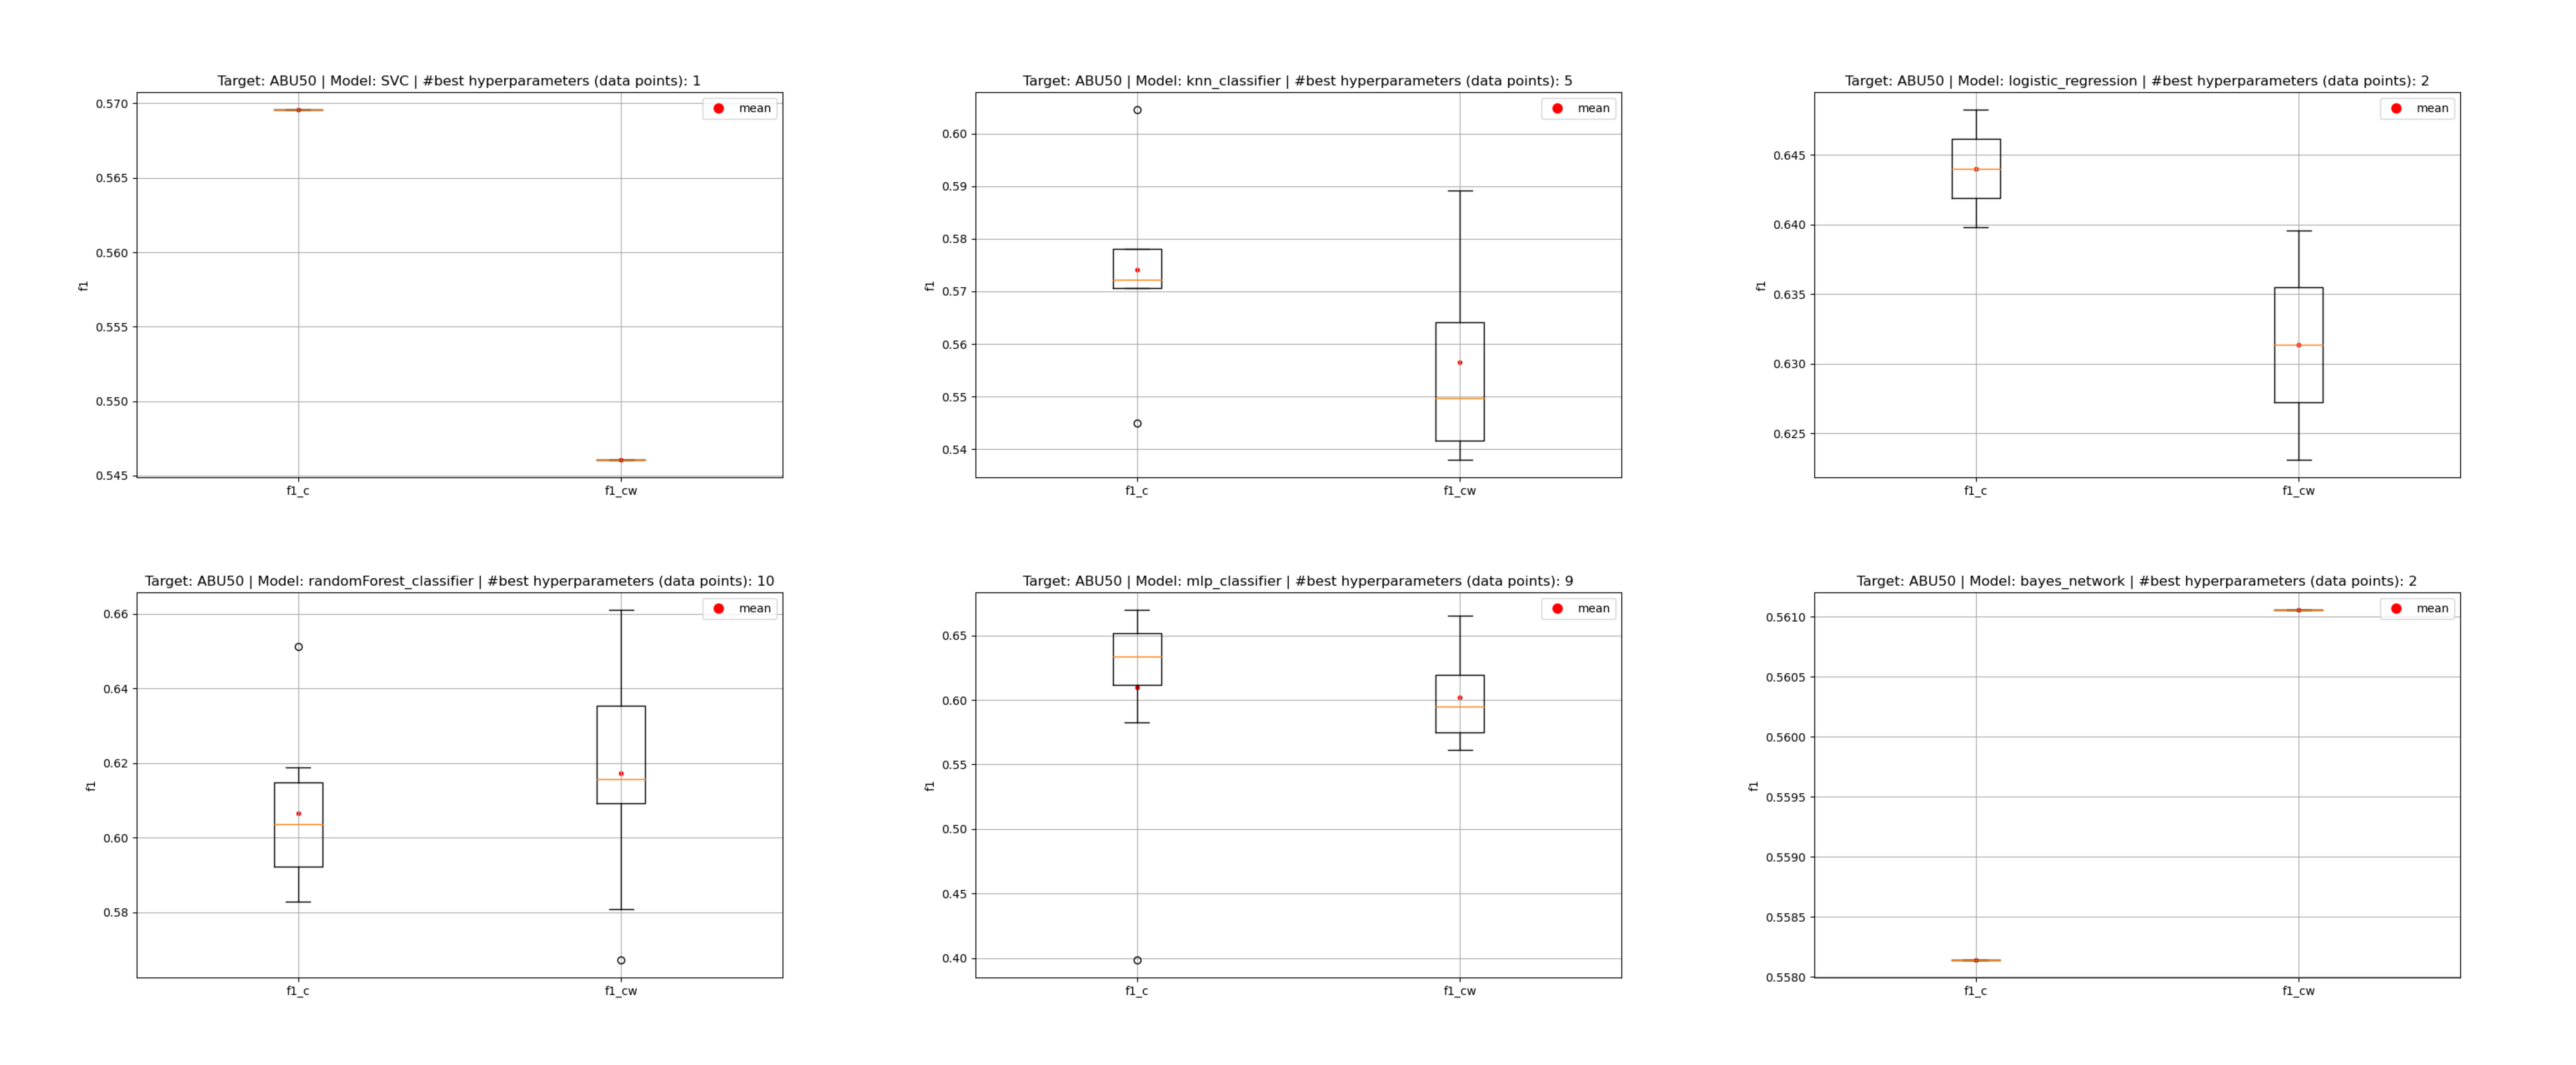 Target: ABU50 | Model: SVC | #best hyperparameters (data points): 1
mean
0.570
0.565
0.560
0.555
0.550
0.545
f1
f1_c
f1_cw
Target: ABU50 | Model: knn_classifier | #best hyperparameters (data points): 5
mean
0.60
0.59
0.58
0.57
0.56
0.55
0.54
f1
f1_c
f1_cw
Target: ABU50 | Model: logistic_regression | #best hyperparameters (data points): 2
mean
0.645
0.640
0.635
0.630
0.625
f1
f1_c
f1_cw
Target: ABU50 | Model: randomForest_classifier | #best hyperparameters (data points): 10
mean
0.66
0.64
0.62
0.60
0.58
f1
f1_c
f1_cw
Target: ABU50 | Model: mlp_classifier | #best hyperparameters (data points): 9
mean
0.65
0.60
0.55
0.50
0.45
0.40
f1
f1_c
f1_cw
Target: ABU50 | Model: bayes_network | #best hyperparameters (data points): 2
mean
0.5610
0.5605
0.5600
0.5595
0.5590
0.5585
0.5580
f1
f1_c
f1_cw